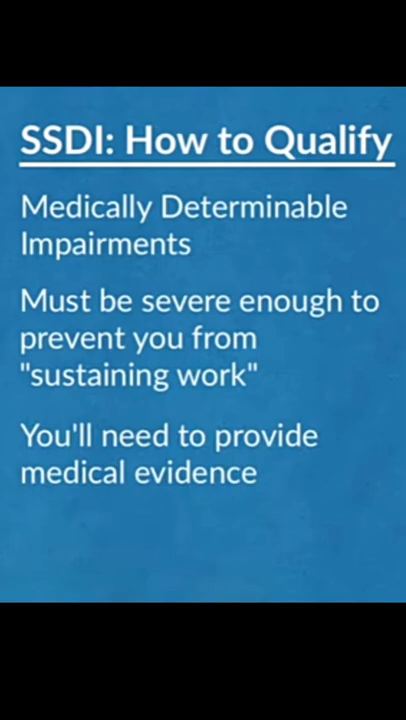 SSDI: How to Qualify
Medically Determinable
Impairments
Must be severe enough to
prevent you from
"sustaining work"
You'll need to provide
medical evidence